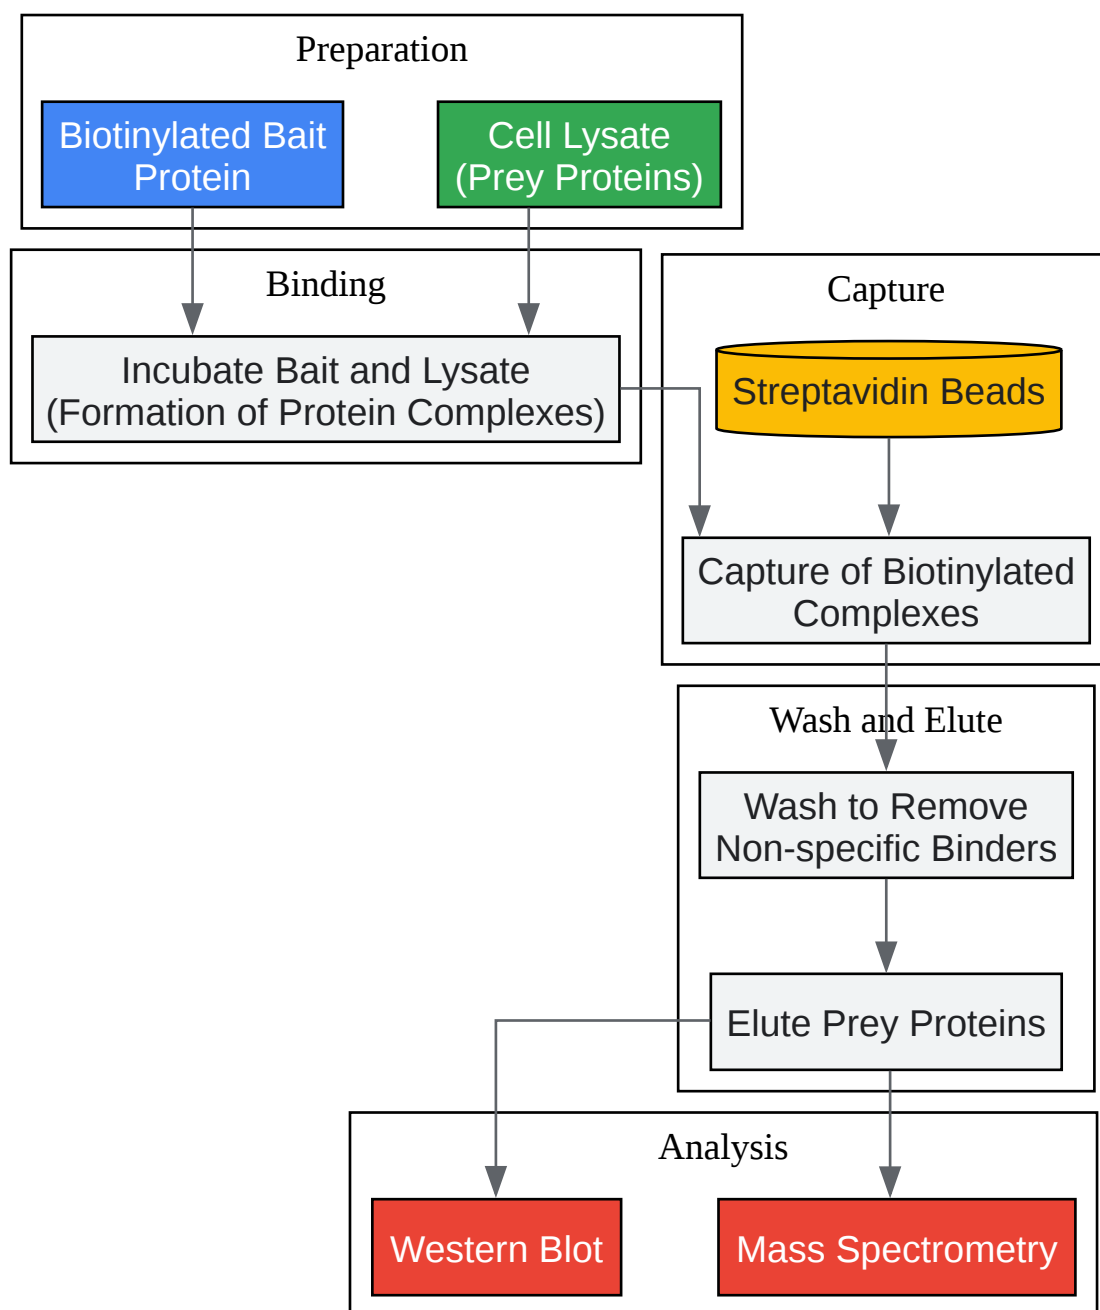 Preparation
Biotinylated Bait
Protein
Cell Lysate
(Prey Proteins)
Binding
Incubate Bait and Lysate
(Formation of Protein Complexes)
Capture
Streptavidin Beads
Capture of Biotinylated
Complexes
Wash and Elute
Wash to Remove
Non-specific Binders
Elute Prey Proteins
Analysis
Western Blot
Mass Spectrometry